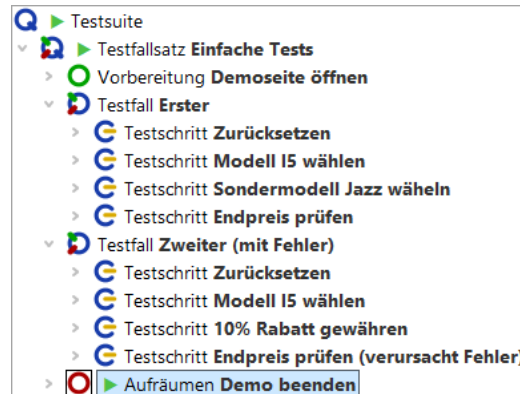 Testsuite
Testfallsatz Einfache Tests
Vorbereitung Demoseite öffnen
Testfall Erster
Testschritt Zurücksetzen
Testschritt Modell I5 wählen
Testschritt Sondermodell Jazz wäheln
Testschritt Endpreis prüfen
Testfall Zweiter (mit Fehler)
Testschritt Zurücksetzen
Testschritt Modell I5 wählen
Testschritt 10% Rabatt gewähren
Testschritt Endpreis prüfen (verursacht Fehler)
Aufräumen Demo beenden